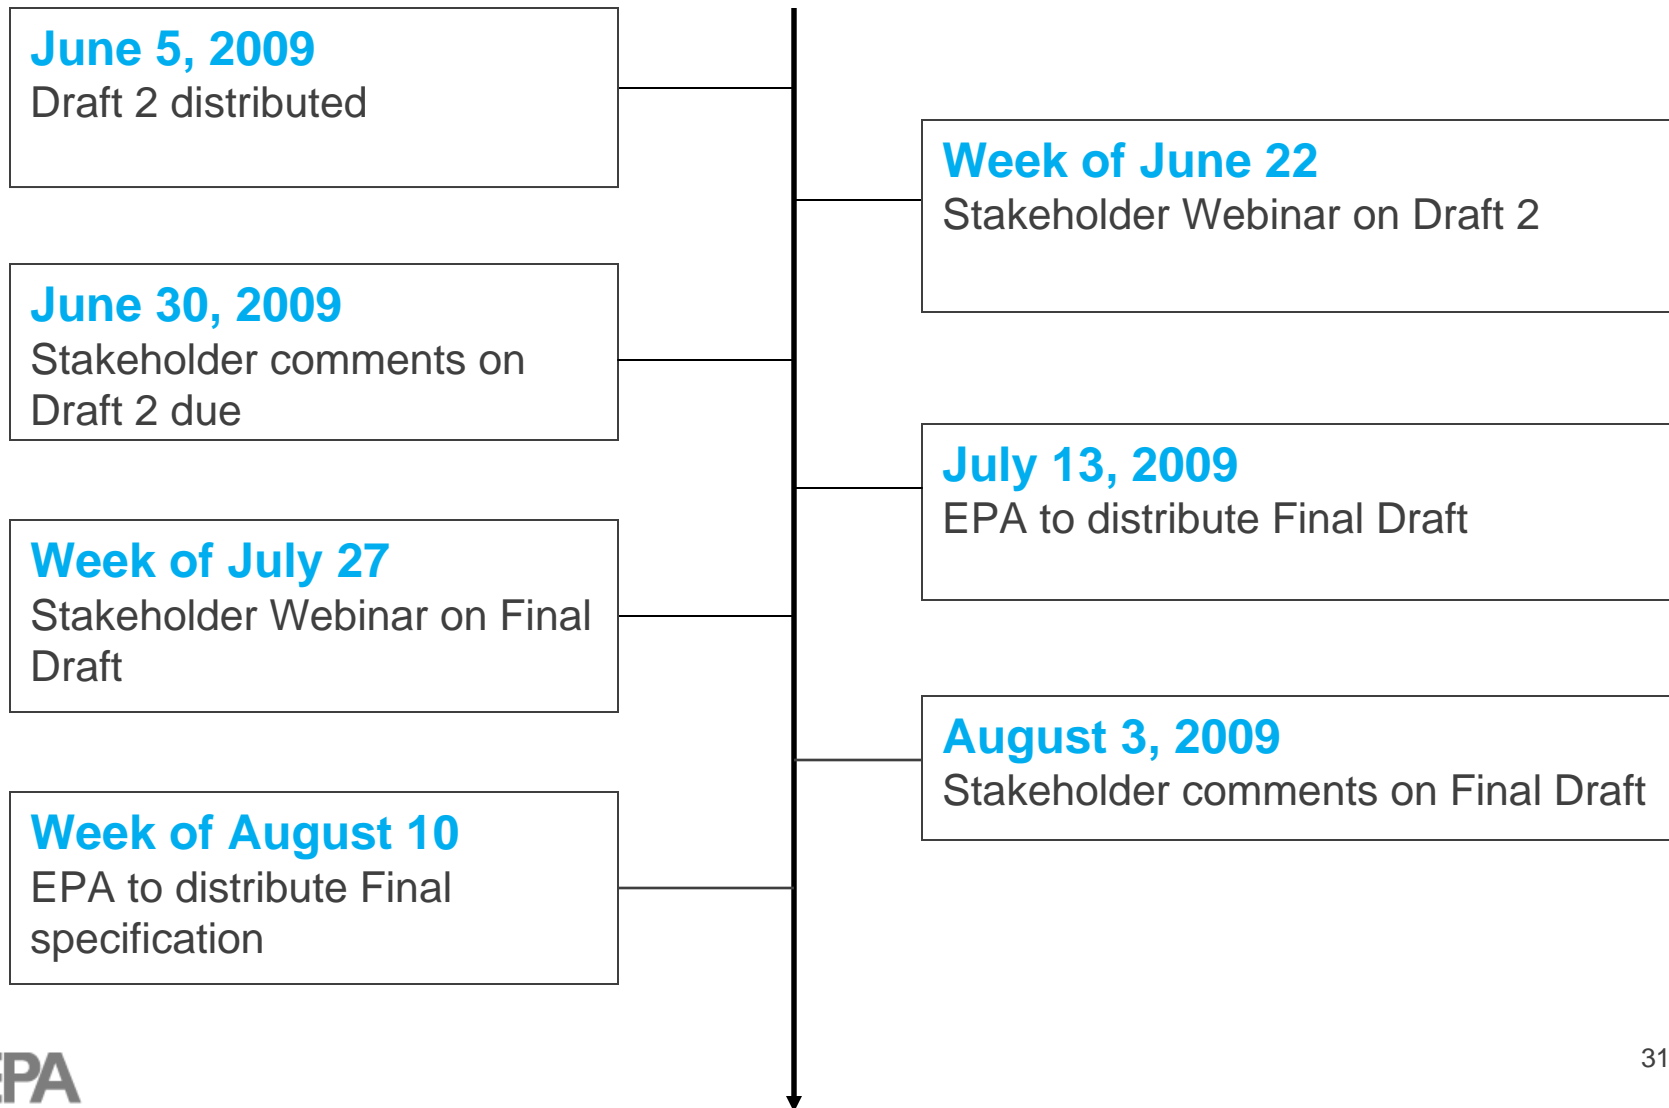 June 5, 2009
Draft 2 distributed
Week of June 22
Stakeholder Webinar on Draft 2
June 30, 2009
Stakeholder comments on
Draft 2 due
July 13, 2009
EPA to distribute Final Draft
Week of July 27
Stakeholder Webinar on Final
Draft
August 3, 2009
Stakeholder comments on Final Draft
Week of August 10
EPA to distribute Final
specification
EPA
31